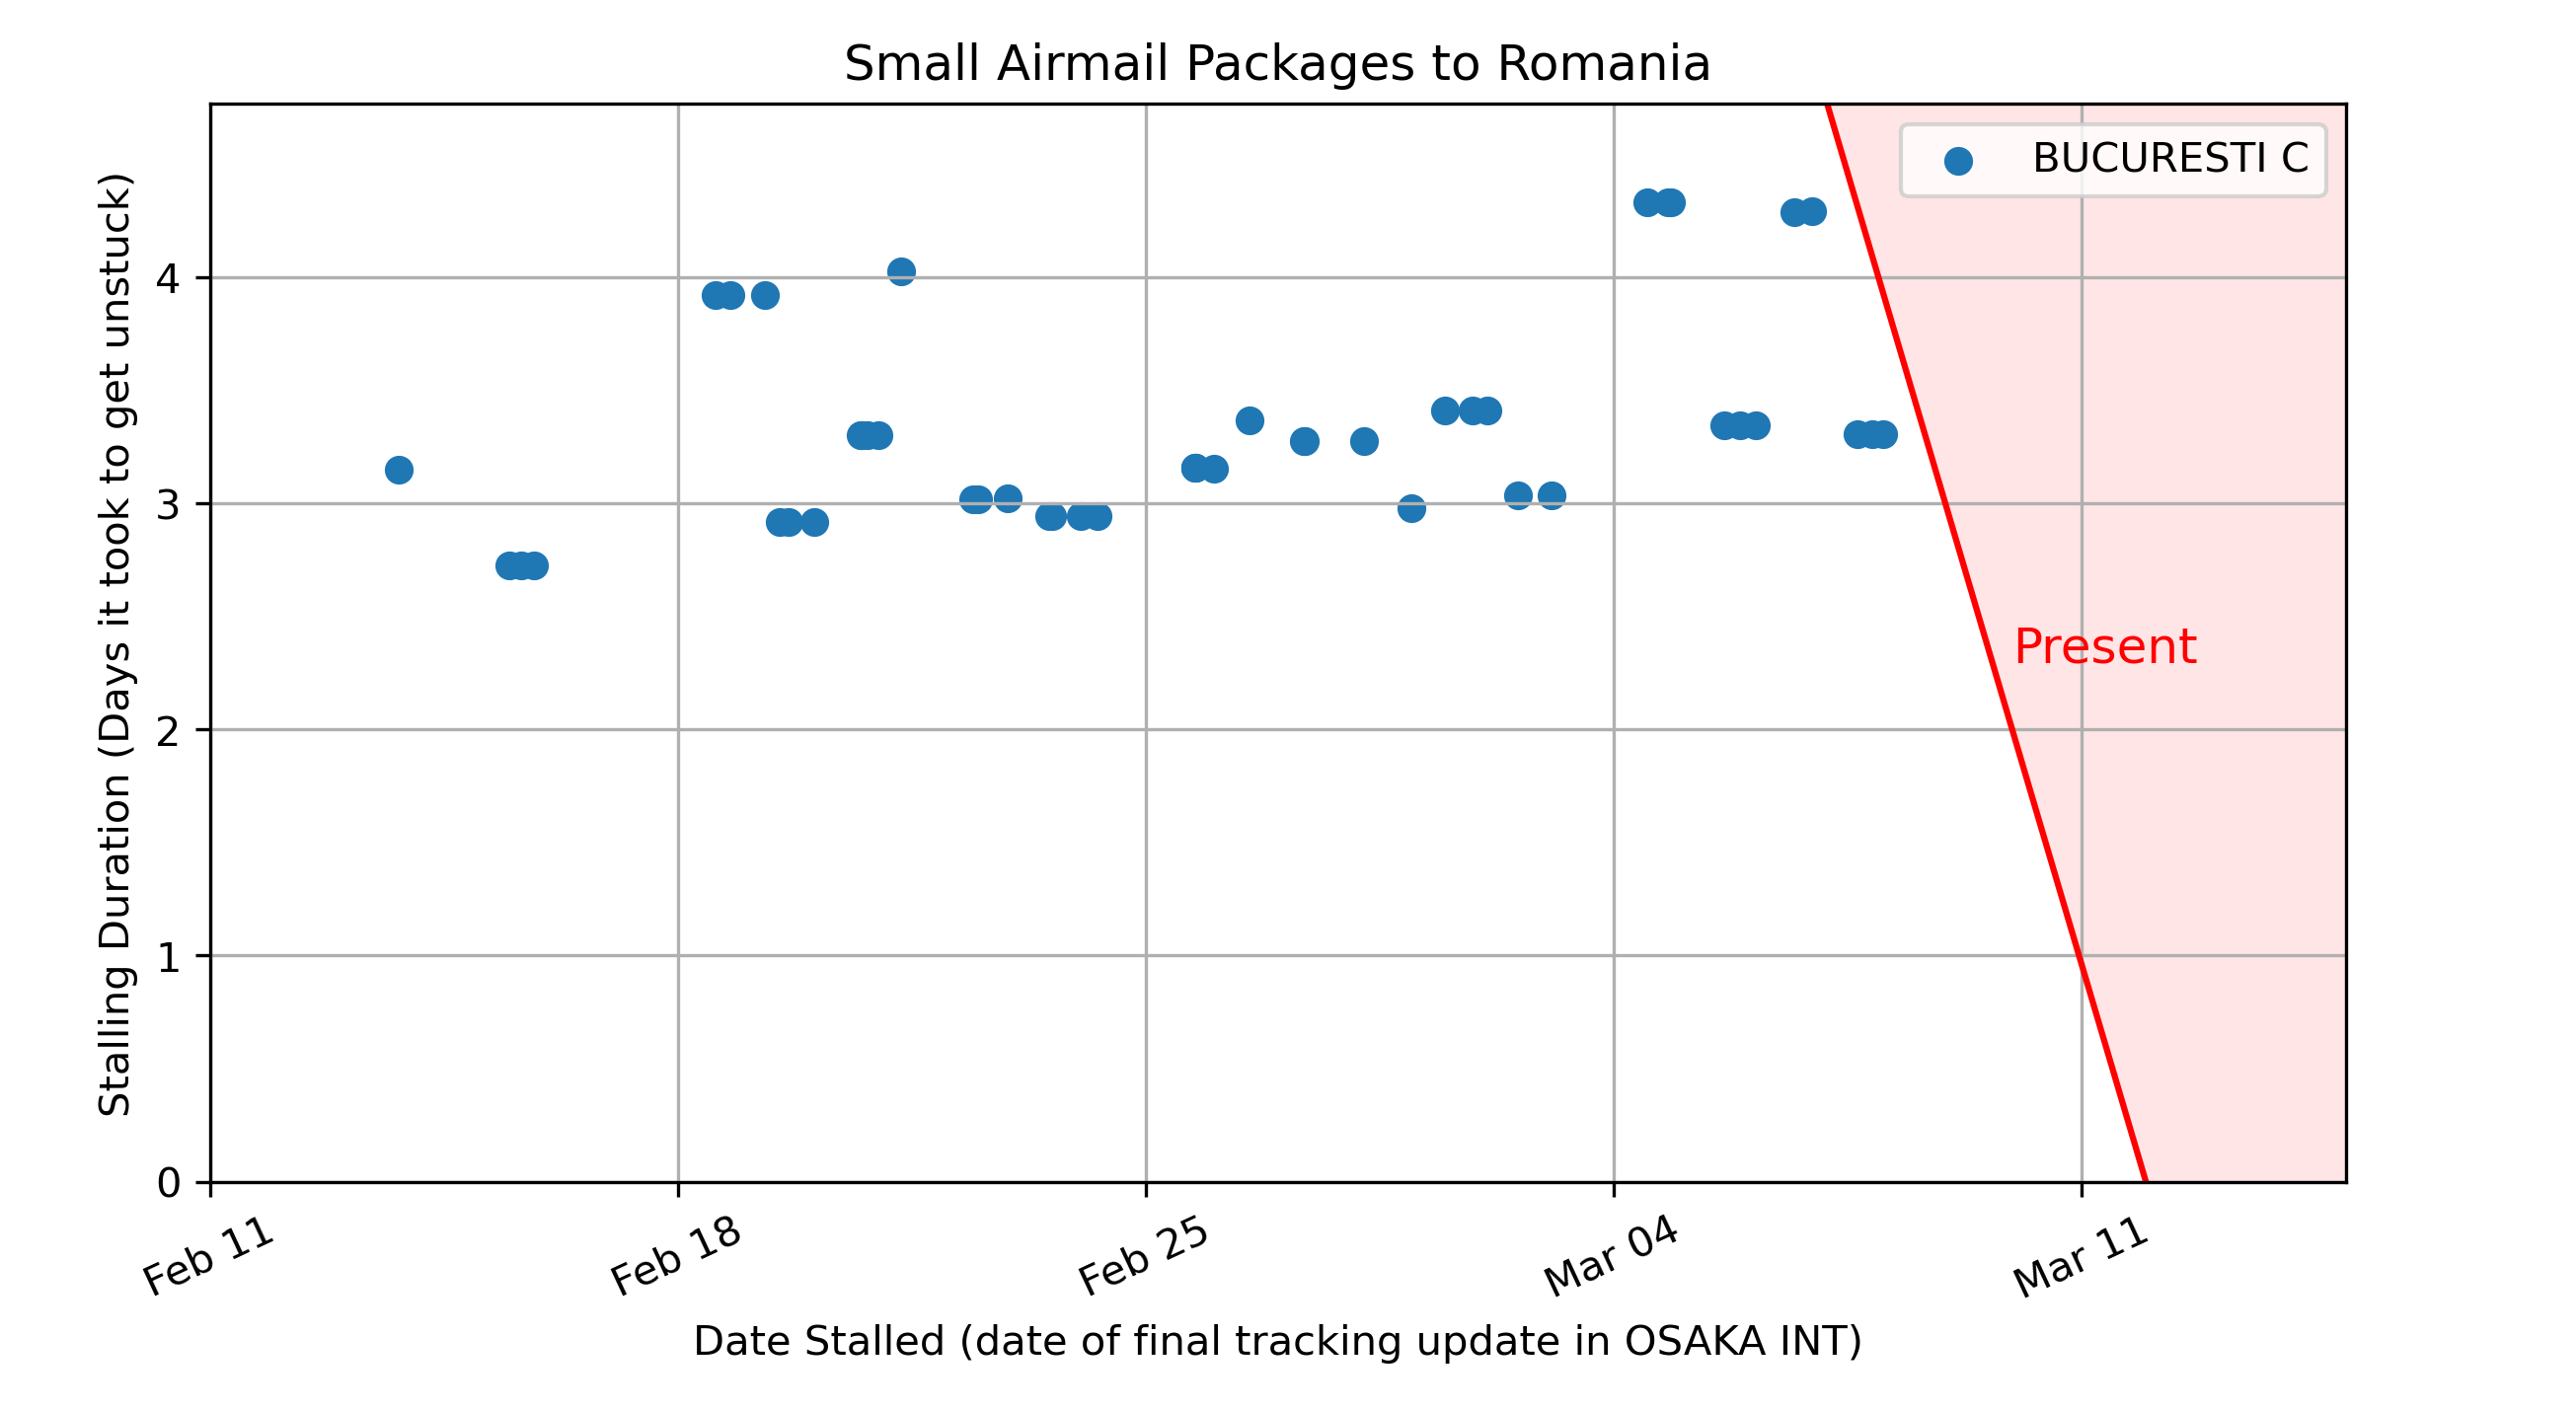 Small Airmail Packages to Romania
BUCURESTI C
Stalling Duration (Days it took to get unstuck)
4
3
2
1
0
Present
Feb 11
Feb 18
Feb 25
Mar 04
Mar 11
Date Stalled (date of final tracking update in OSAKA INT)